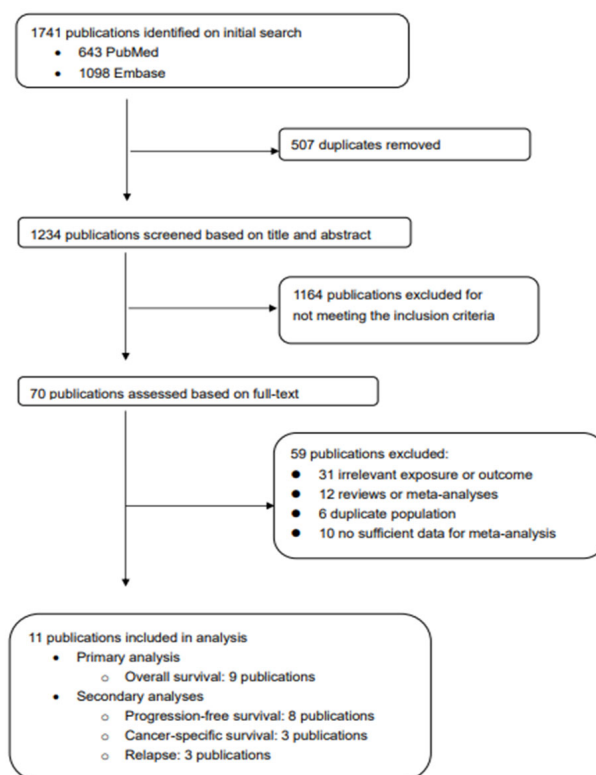 1741 publications identified on initial search
• 643 PubMed
• 1098 Embase
507 duplicates removed
1234 publications screened based on title and abstract
1164 publications excluded for
not meeting the inclusion criteria
70 publications assessed based on full-text
59 publications excluded:
● 31 irrelevant exposure or outcome
● 12 reviews or meta-analyses
● 6 duplicate population
● 10 no sufficient data for meta-analysis
11 publications included in analysis
• Primary analysis
o Overall survival: 9 publications
• Secondary analyses
o Progression-free survival: 8 publications
o Cancer-specific survival: 3 publications
o Relapse: 3 publications